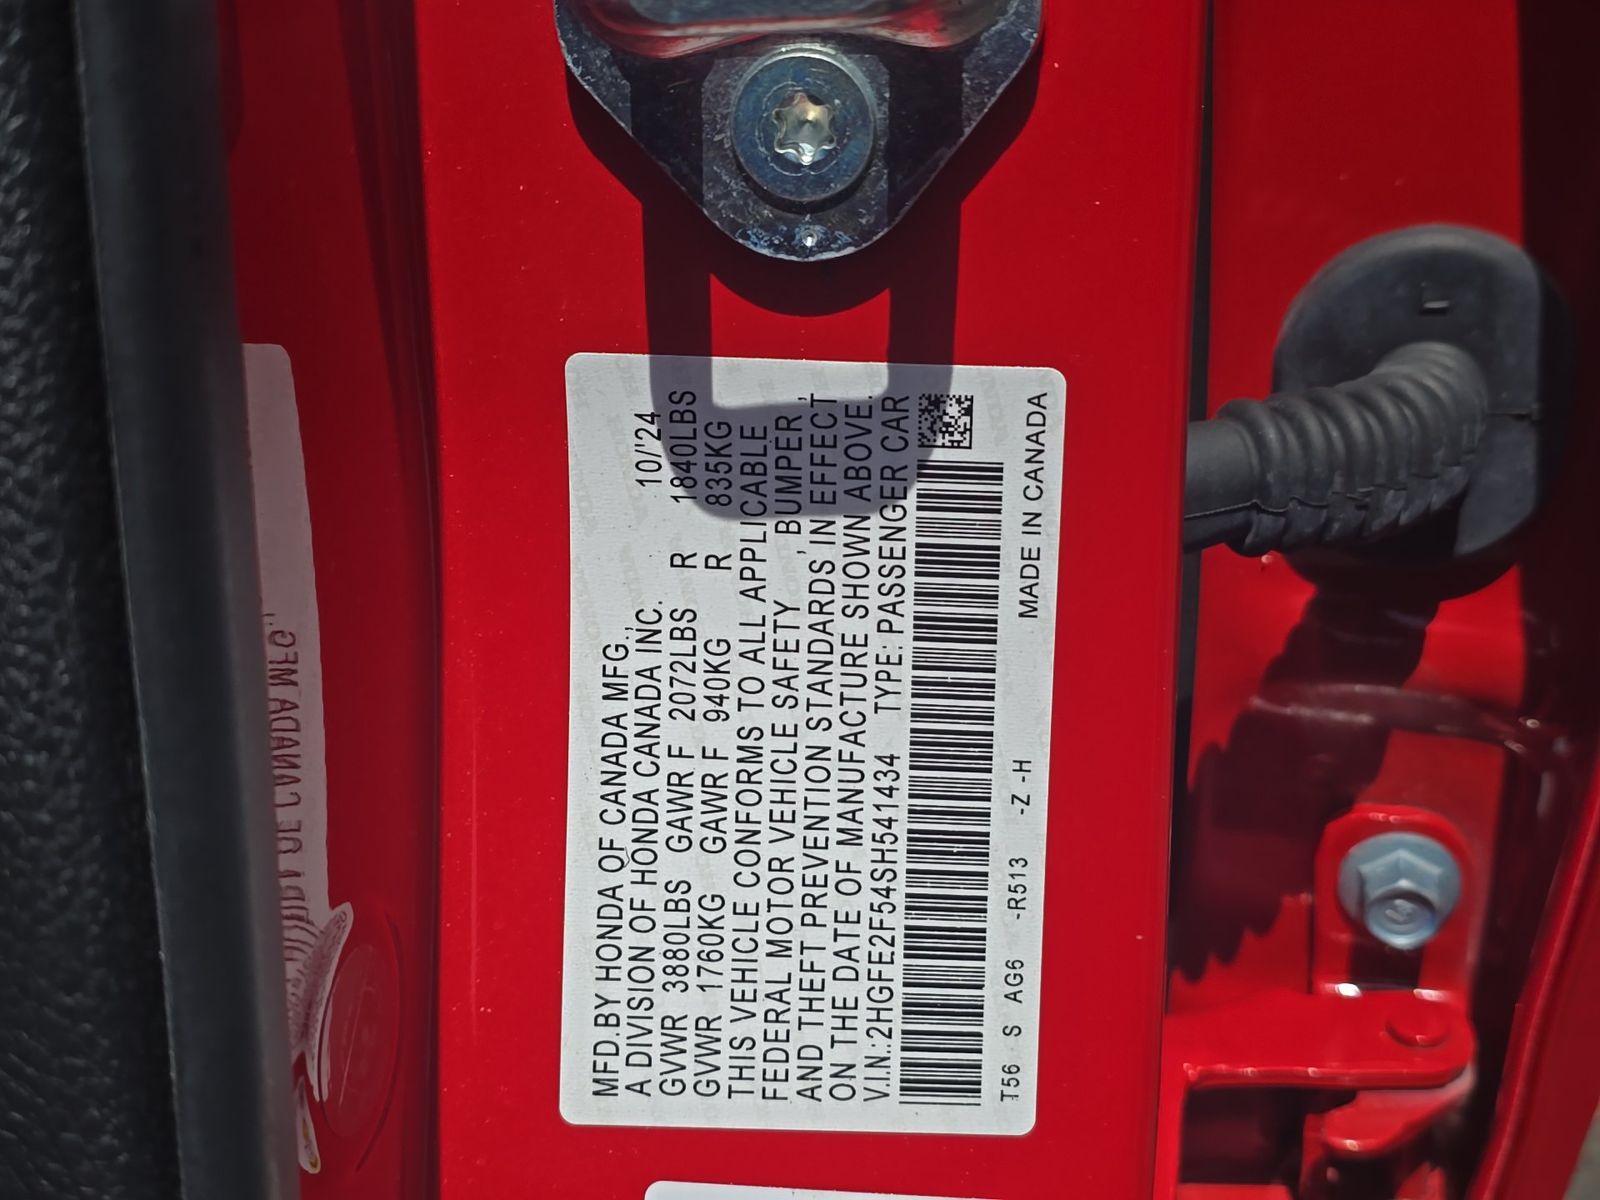 MFD.BY HONDA OF CANADA MFG.,
A DIVISION OF HONDA CANADA INC. 10/'24
GVWR 3880LBS GAWR F 2072LBS R 1840LBS
GVWR 1760KG GAWR F 940KG R 835KG
THIS VEHICLE CONFORMS TO ALL APPLICABLE
FEDERAL MOTOR VEHICLE SAFETY, BUMPER,
AND THEFT PREVENTION STANDARDS IN EFFECT
ON THE DATE OF MANUFACTURE SHOWN ABOVE.
V.I.N.:2HGFE2F54SH541434 TYPE: PASSENGER CAR
T56 S AG6 -R513 -Z -H MADE IN CANADA